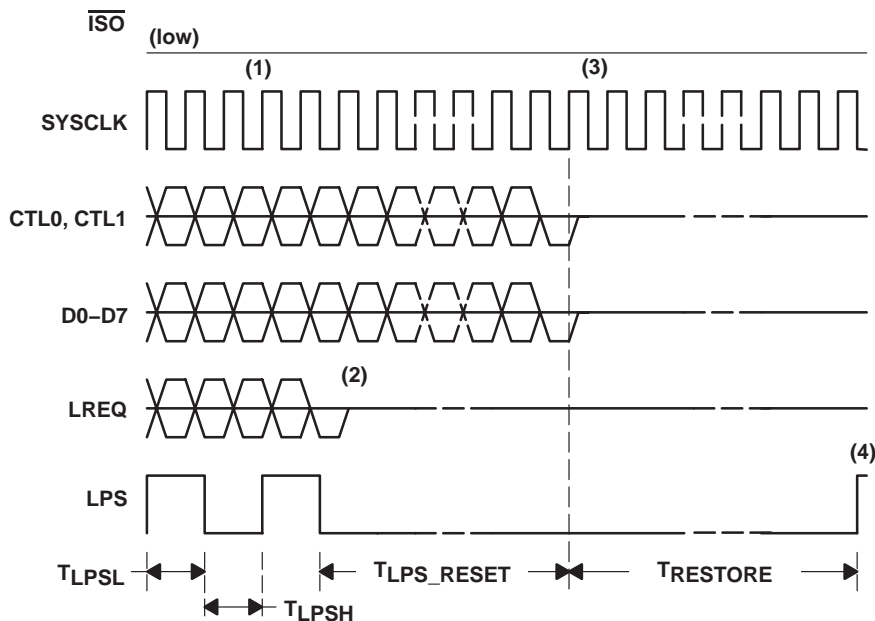 ISO
(low)
(1)
(3)
SYSCLK
CTL0, CTL1
D0–D7
(2)
LREQ
(4)
LPS
TLPSL
TLPS_RESET
TRESTORE
TLPSH